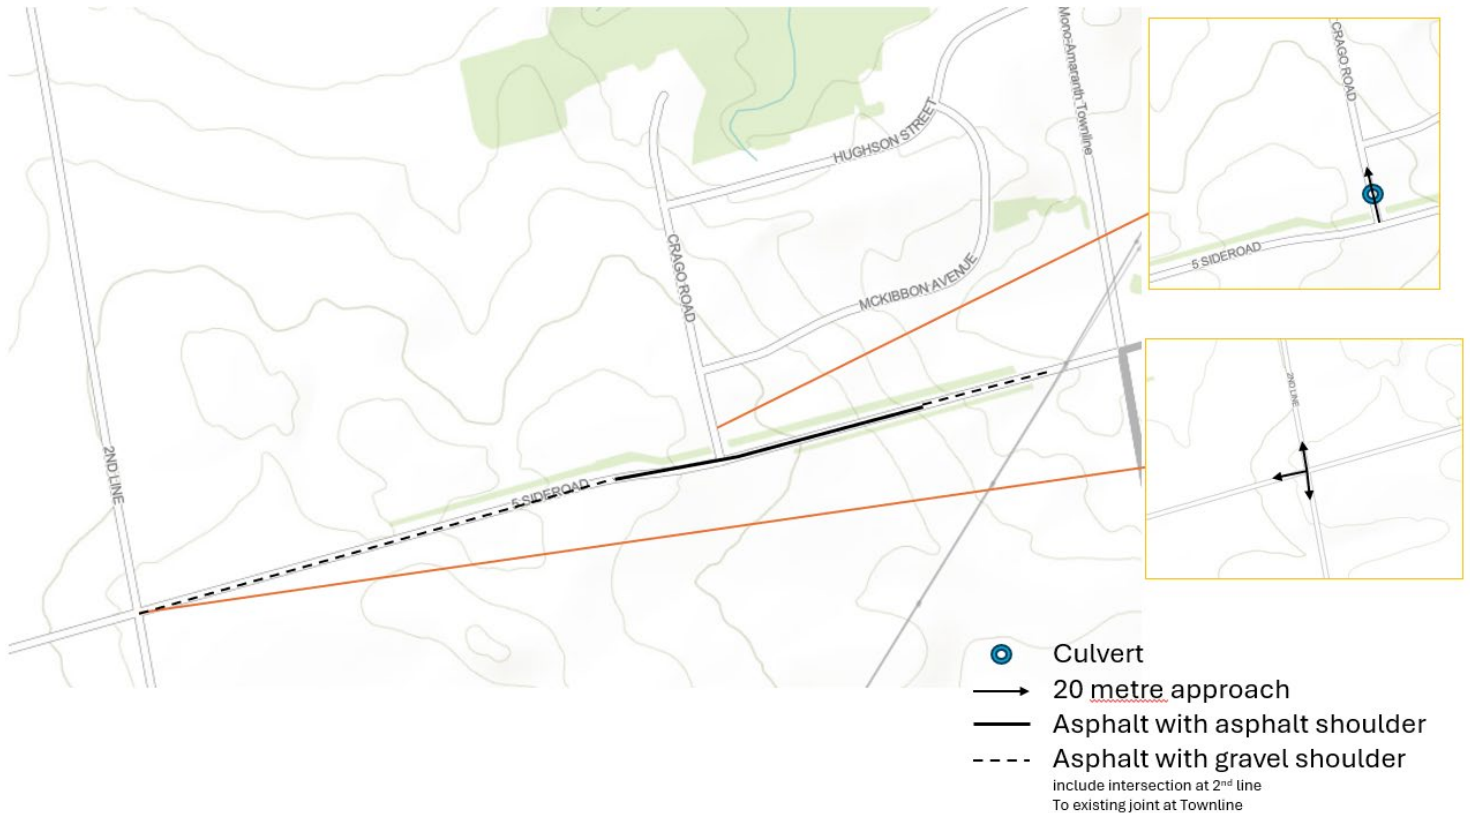 Mono-Amaranth Townline
HUGHSON STREET
CRAGO ROAD
MCKIBBON AVENUE
2ND LINE
5 SIDEROAD
CRAGO ROAD
5 SIDEROAD
2ND LINE
Culvert
20 metre approach
Asphalt with asphalt shoulder
Asphalt with gravel shoulder
include intersection at 2nd line
To existing joint at Townline